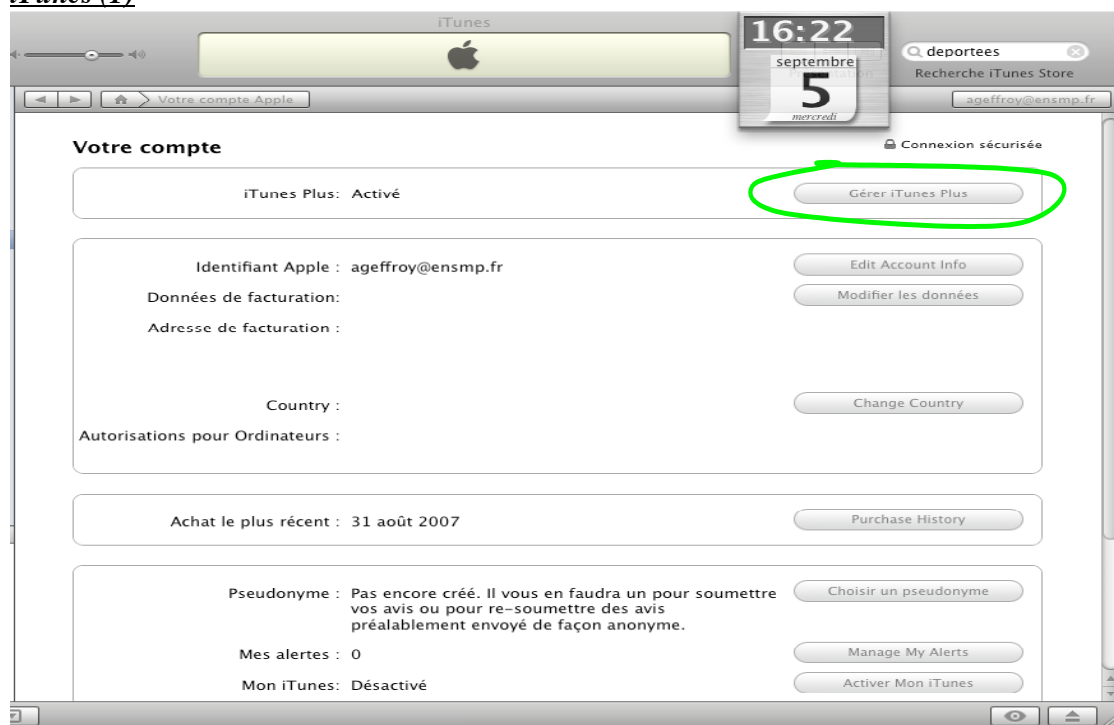 iTunes (1)
iTunes
16:22
deportees
septembre
Recherche iTunes Store
5
mercredi
Votre compte Apple
ageffroy@ensmp.fr
Votre compte
Connexion sécurisée
iTunes Plus: Activé
Gérer iTunes Plus
Identifiant Apple : ageffroy@ensmp.fr
Edit Account Info
Données de facturation:
Modifier les données
Adresse de facturation :
Country :
Change Country
Autorisations pour Ordinateurs :
Achat le plus récent : 31 août 2007
Purchase History
Pseudonyme : Pas encore créé. Il vous en faudra un pour soumettre
vos avis ou pour re-soumettre des avis
préalablement envoyé de façon anonyme.
Choisir un pseudonyme
Mes alertes : 0
Manage My Alerts
Mon iTunes: Désactivé
Activer Mon iTunes